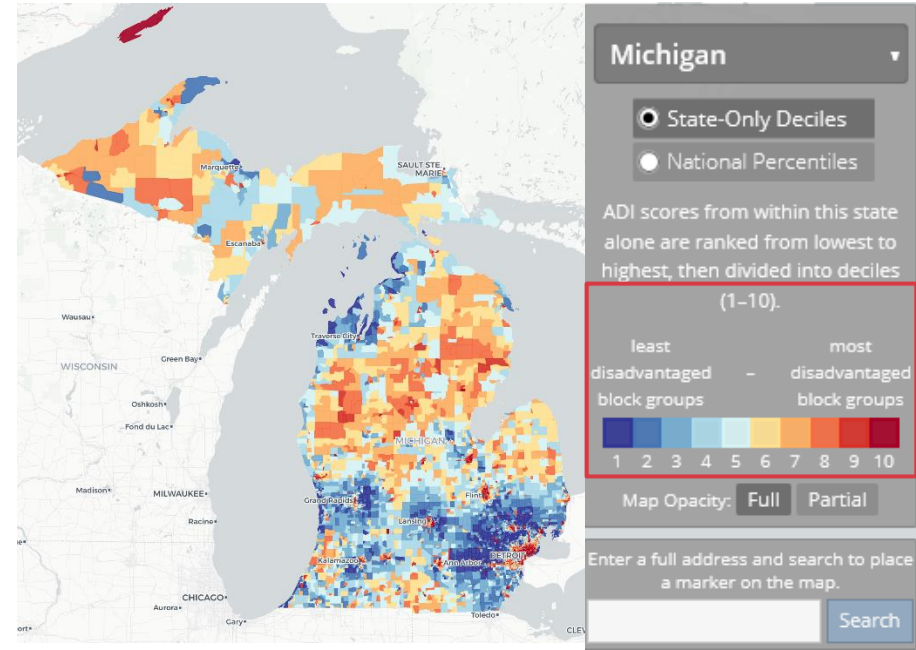 Michigan ▾
State-Only Deciles
National Percentiles
ADI scores from within this state
alone are ranked from lowest to
highest, then divided into deciles
(1–10).
least most
disadvantaged – disadvantaged
block groups block groups
1 2 3 4 5 6 7 8 9 10
Map Opacity: Full Partial
Enter a full address and search to place
a marker on the map.
Search
Marquette
SAULT STE.
MARIE
Escanaba
Wausau
Traverse City
Green Bay
WISCONSIN
Oshkosh
Fond du Lac
MICHIGAN
Madison
MILWAUKEE
Grand Rapids
Flint
Racine
Lansing
DETROIT
Kalamazoo
Ann Arbor
CHICAGO
Aurora
Toledo
Gary
CLEV
ort